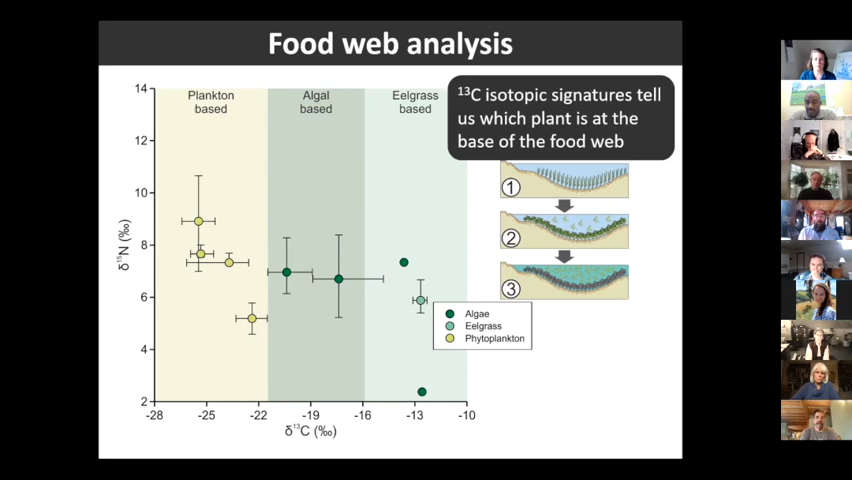 Food web analysis
Plankton
based
Algal
based
Eelgrass
based
¹³C isotopic signatures tell
us which plant is at the
base of the food web
14
12
10
8
6
4
2
δ¹⁵N (‰)
-28
-25
-22
-19
-16
-13
-10
δ¹³C (‰)
Algae
Eelgrass
Phytoplankton
1
2
3